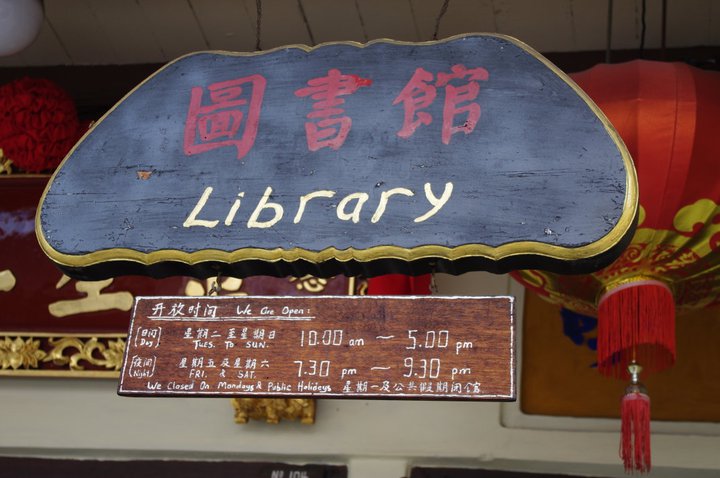 圖書館
Library
开放时间 We Are Open:
(日间) 星期二至星期日 10.00 am ~ 5.00 pm
(Day) TUES. TO SUN.
(夜间) 星期五及星期六 7.30 pm ~ 9.30 pm
(Night) FRI. & SAT.
We Closed On Mondays & Public Holidays 星期一及公共假期闭馆